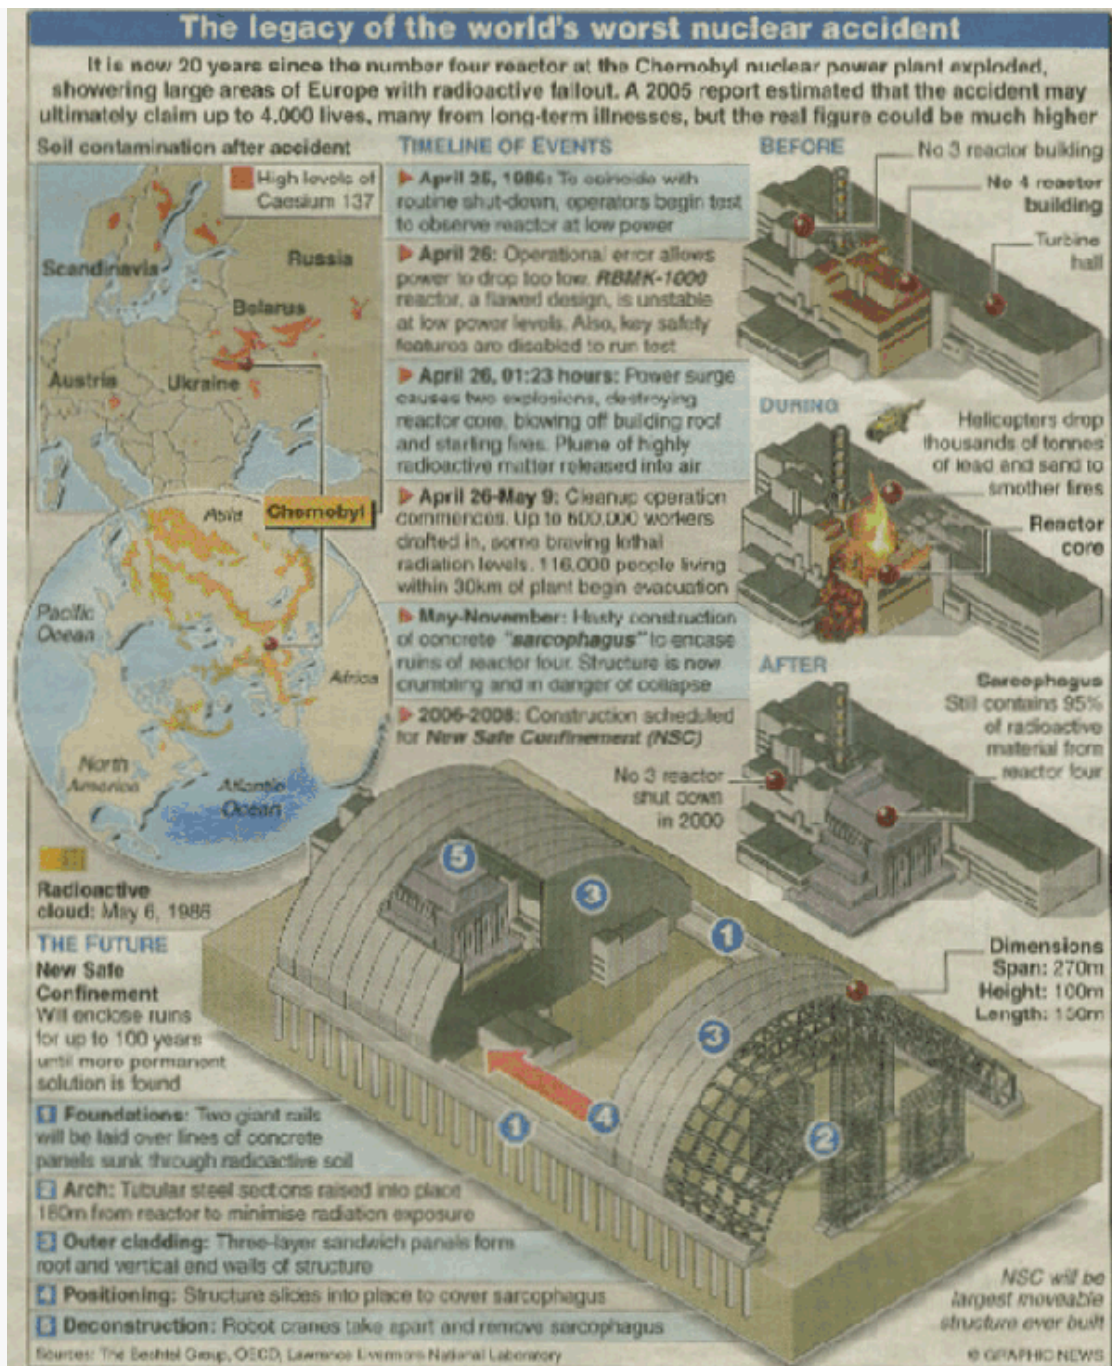 The legacy of the world's worst nuclear accident
It is now 20 years since the number four reactor at the Chernobyl nuclear power plant exploded,
showering large areas of Europe with radioactive fallout. A 2005 report estimated that the accident may
ultimately claim up to 4,000 lives, many from long-term illnesses, but the real figure could be much higher
Soil contamination after accident
High levels of
Caesium 137
Scandinavia
Russia
Belarus
Austria
Ukraine
Chernobyl
Asia
Pacific
Ocean
Africa
North
America
Atlantic
Ocean
Radioactive
cloud: May 6, 1986
TIMELINE OF EVENTS
April 25, 1986: To coincide with
routine shut-down, operators begin test
to observe reactor at low power
April 26: Operational error allows
power to drop too low. RBMK-1000
reactor, a flawed design, is unstable
at low power levels. Also, key safety
features are disabled to run test
April 26, 01:23 hours: Power surge
causes two explosions, destroying
reactor core, blowing off building roof
and starting fires. Plume of highly
radioactive matter released into air
April 26-May 9: Cleanup operation
commences. Up to 600,000 workers
drafted in, some braving lethal
radiation levels. 116,000 people living
within 30km of plant begin evacuation
May-November: Hasty construction
of concrete "sarcophagus" to encase
ruins of reactor four. Structure is now
crumbling and in danger of collapse
2006-2008: Construction scheduled
for New Safe Confinement (NSC)
BEFORE
No 3 reactor building
No 4 reactor
building
Turbine
hall
DURING
Helicopters drop
thousands of tonnes
of lead and sand to
smother fires
Reactor
core
AFTER
Sarcophagus
Still contains 95%
of radioactive
material from
reactor four
No 3 reactor
shut down
in 2000
THE FUTURE
New Safe
Confinement
Will enclose ruins
for up to 100 years
until more permanent
solution is found
5
3
1
3
4
1
2
Dimensions
Span: 270m
Height: 100m
Length: 150m
1 Foundations: Two giant rails
will be laid over lines of concrete
panels sunk through radioactive soil
2 Arch: Tubular steel sections raised into place
180m from reactor to minimise radiation exposure
3 Outer cladding: Three-layer sandwich panels form
roof and vertical end walls of structure
4 Positioning: Structure slides into place to cover sarcophagus
5 Deconstruction: Robot cranes take apart and remove sarcophagus
NSC will be
largest moveable
structure ever built
Sources: The Bechtel Group, OECD, Lawrence Livermore National Laboratory
© GRAPHIC NEWS